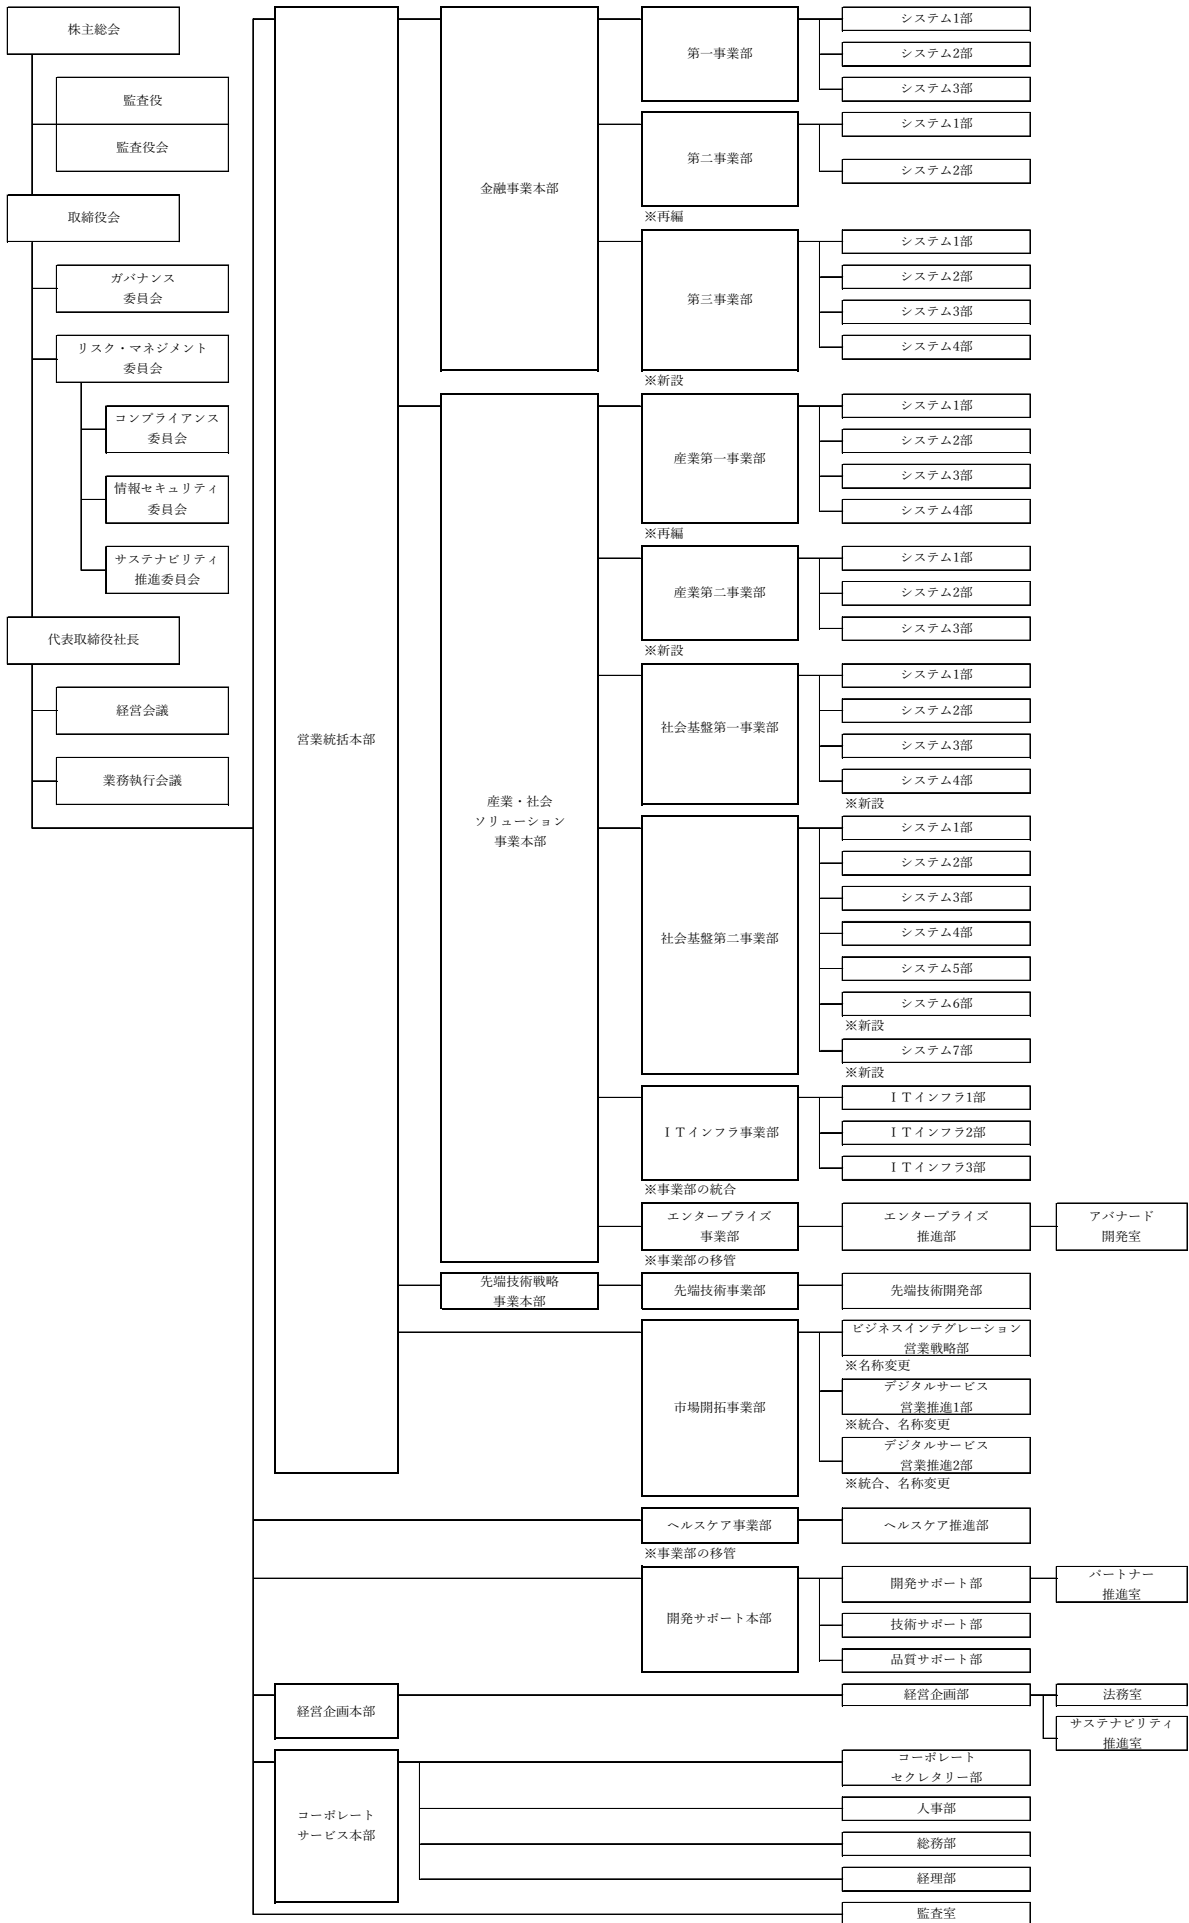 株主総会
監査役
監査役会
取締役会
ガバナンス
委員会
リスク・マネジメント
委員会
コンプライアンス
委員会
情報セキュリティ
委員会
サステナビリティ
推進委員会
代表取締役社長
経営会議
業務執行会議
営業統括本部
金融事業本部
第一事業部
システム1部
システム2部
システム3部
第二事業部
システム1部
システム2部
※再編
第三事業部
システム1部
システム2部
システム3部
システム4部
※新設
産業・社会
ソリューション
事業本部
産業第一事業部
システム1部
システム2部
システム3部
システム4部
※再編
産業第二事業部
システム1部
システム2部
システム3部
※新設
社会基盤第一事業部
システム1部
システム2部
システム3部
システム4部
※新設
社会基盤第二事業部
システム1部
システム2部
システム3部
システム4部
システム5部
システム6部
※新設
システム7部
※新設
ＩＴインフラ事業部
ＩＴインフラ1部
ＩＴインフラ2部
ＩＴインフラ3部
※事業部の統合
エンタープライズ
事業部
エンタープライズ
推進部
アバナード
開発室
※事業部の移管
先端技術戦略
事業本部
先端技術事業部
先端技術開発部
市場開拓事業部
ビジネスインテグレーション
営業戦略部
※名称変更
デジタルサービス
営業推進1部
※統合、名称変更
デジタルサービス
営業推進2部
※統合、名称変更
ヘルスケア事業部
ヘルスケア推進部
※事業部の移管
開発サポート本部
開発サポート部
パートナー
推進室
技術サポート部
品質サポート部
経営企画本部
経営企画部
法務室
サステナビリティ
推進室
コーポレート
サービス本部
コーポレート
セクレタリー部
人事部
総務部
経理部
監査室